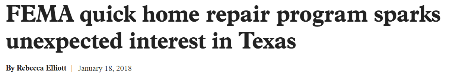 FEMA quick home repair program sparks
unexpected interest in Texas
By Rebecca Elliott | January 18, 2018